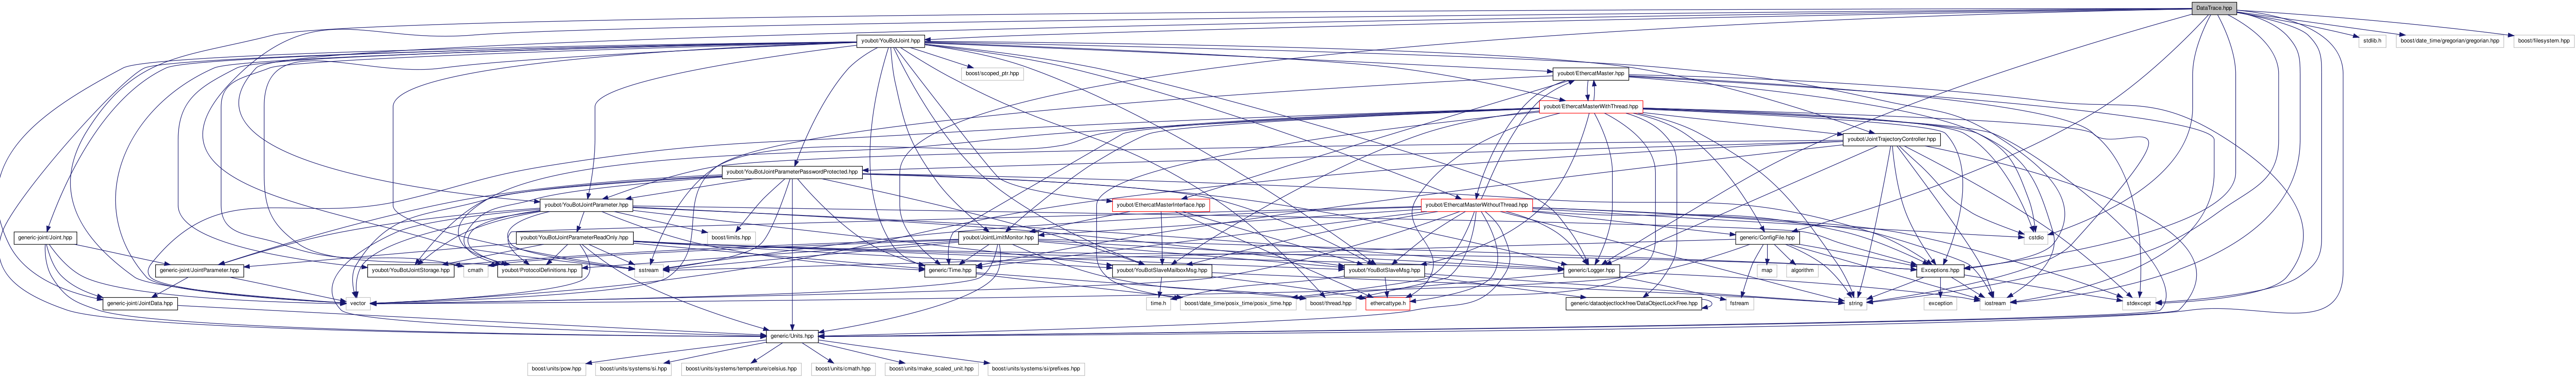 DataTrace.hpp
youbot/YouBotJoint.hpp
stdlib.h
boost/date_time/gregorian/gregorian.hpp
boost/filesystem.hpp
boost/scoped_ptr.hpp
youbot/EthercatMaster.hpp
youbot/EthercatMasterWithThread.hpp
youbot/JointTrajectoryController.hpp
youbot/YouBotJointParameterPasswordProtected.hpp
youbot/YouBotJointParameter.hpp
youbot/EthercatMasterInterface.hpp
youbot/EthercatMasterWithoutThread.hpp
generic-joint/Joint.hpp
youbot/YouBotJointParameterReadOnly.hpp
boost/limits.hpp
youbot/JointLimitMonitor.hpp
generic/ConfigFile.hpp
cstdio
generic-joint/JointParameter.hpp
youbot/YouBotJointStorage.hpp
cmath
youbot/ProtocolDefinitions.hpp
sstream
generic/Time.hpp
youbot/YouBotSlaveMailboxMsg.hpp
youbot/YouBotSlaveMsg.hpp
generic/Logger.hpp
map
algorithm
Exceptions.hpp
generic-joint/JointData.hpp
vector
time.h
boost/date_time/posix_time/posix_time.hpp
boost/thread.hpp
ethercattype.h
generic/dataobjectlockfree/DataObjectLockFree.hpp
fstream
string
exception
iostream
stdexcept
generic/Units.hpp
boost/units/pow.hpp
boost/units/systems/si.hpp
boost/units/systems/temperature/celsius.hpp
boost/units/cmath.hpp
boost/units/make_scaled_unit.hpp
boost/units/systems/si/prefixes.hpp